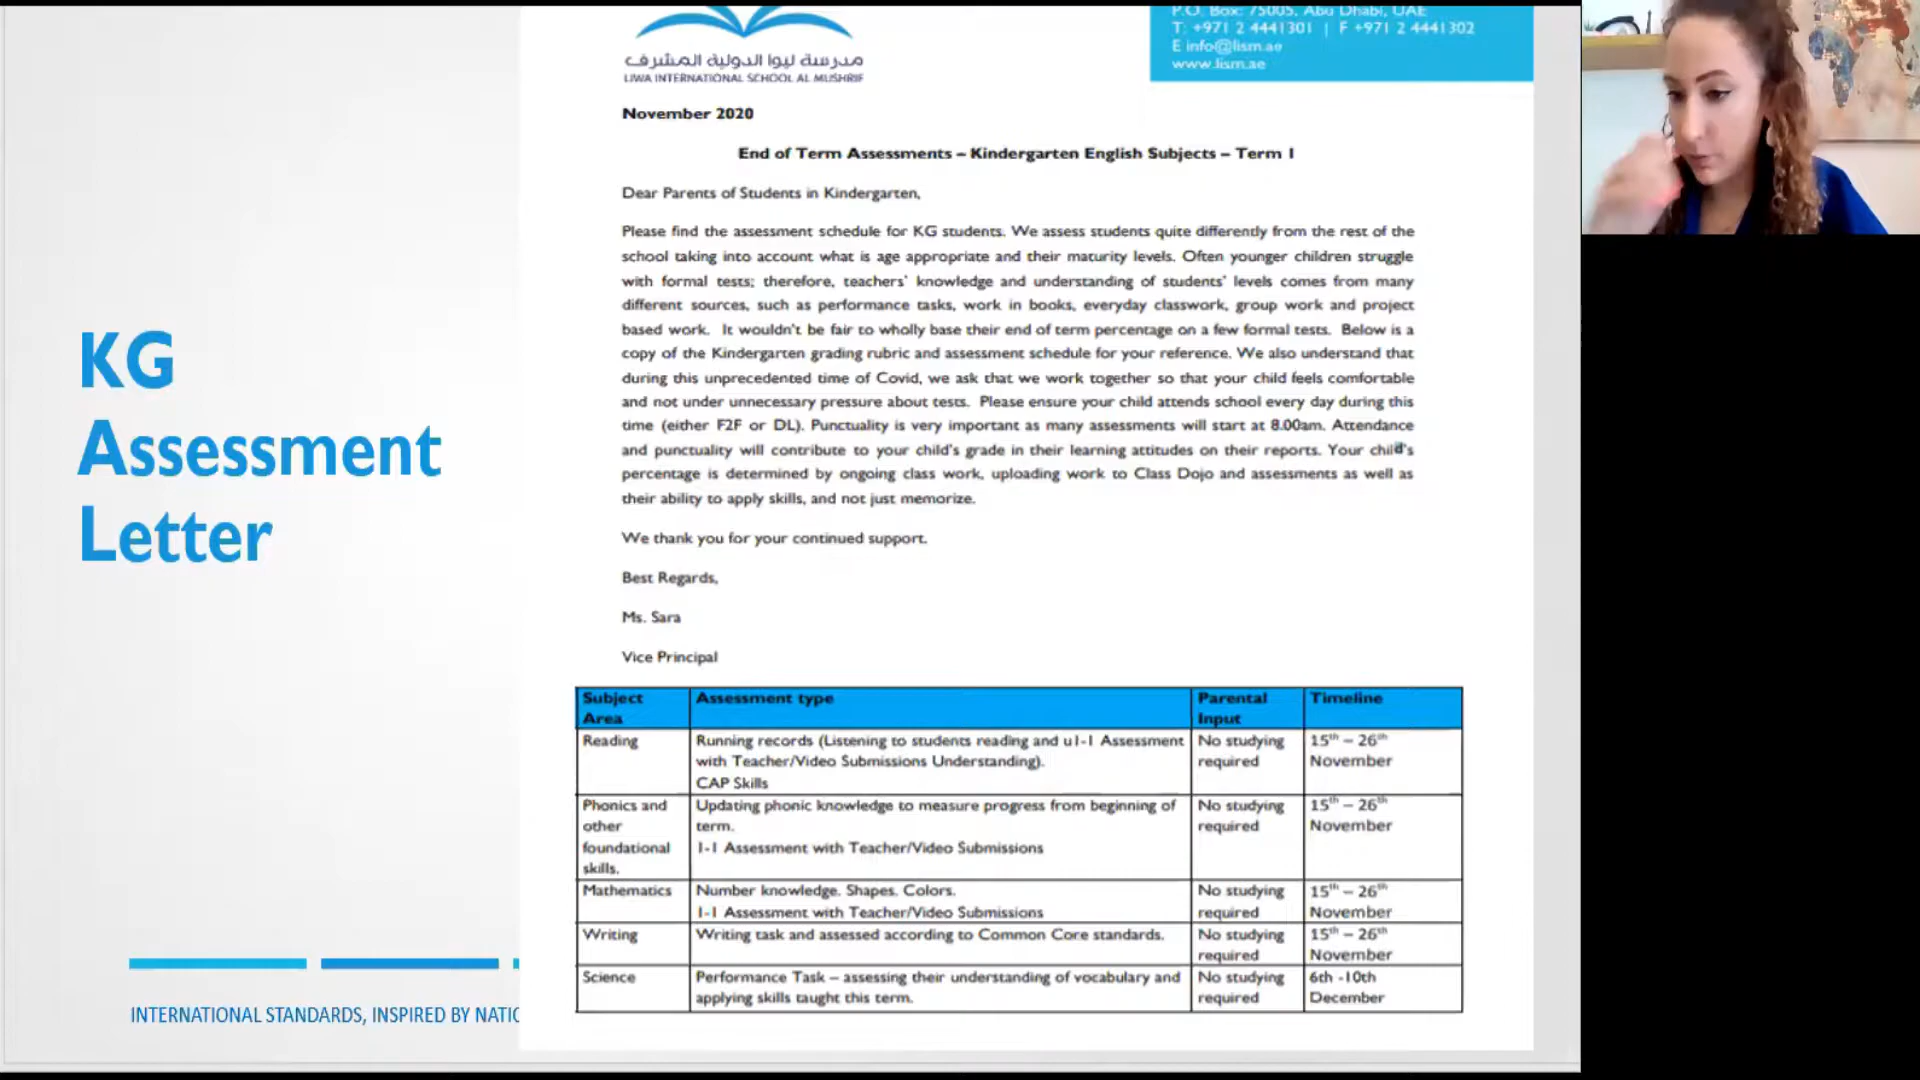 KG
Assessment
Letter
INTERNATIONAL STANDARDS, INSPIRED BY NATIO
مدرسة ليوا الدولية المشرف
LIWA INTERNATIONAL SCHOOL AL MUSHRIF
P.O. Box: 75005, Abu Dhabi, UAE
T: +971 2 4441301 | F +971 2 4441302
E info@lism.ae
www.lism.ae
November 2020
End of Term Assessments – Kindergarten English Subjects – Term 1
Dear Parents of Students in Kindergarten,
Please find the assessment schedule for KG students. We assess students quite differently from the rest of the
school taking into account what is age appropriate and their maturity levels. Often younger children struggle
with formal tests; therefore, teachers' knowledge and understanding of students' levels comes from many
different sources, such as performance tasks, work in books, everyday classwork, group work and project
based work. It wouldn't be fair to wholly base their end of term percentage on a few formal tests. Below is a
copy of the Kindergarten grading rubric and assessment schedule for your reference. We also understand that
during this unprecedented time of Covid, we ask that we work together so that your child feels comfortable
and not under unnecessary pressure about tests. Please ensure your child attends school every day during this
time (either F2F or DL). Punctuality is very important as many assessments will start at 8.00am. Attendance
and punctuality will contribute to your child's grade in their learning attitudes on their reports. Your child's
percentage is determined by ongoing class work, uploading work to Class Dojo and assessments as well as
their ability to apply skills, and not just memorize.
We thank you for your continued support.
Best Regards,
Ms. Sara
Vice Principal
Subject Area
Assessment type
Parental Input
Timeline
Reading
Running records (Listening to students reading and u1-1 Assessment
with Teacher/Video Submissions Understanding).
CAP Skills
No studying
required
15th – 26th
November
Phonics and
other
foundational
skills.
Updating phonic knowledge to measure progress from beginning of
term.
1-1 Assessment with Teacher/Video Submissions
No studying
required
15th – 26th
November
Mathematics
Number knowledge. Shapes. Colors.
1-1 Assessment with Teacher/Video Submissions
No studying
required
15th – 26th
November
Writing
Writing task and assessed according to Common Core standards.
No studying
required
15th – 26th
November
Science
Performance Task – assessing their understanding of vocabulary and
applying skills taught this term.
No studying
required
6th -10th
December